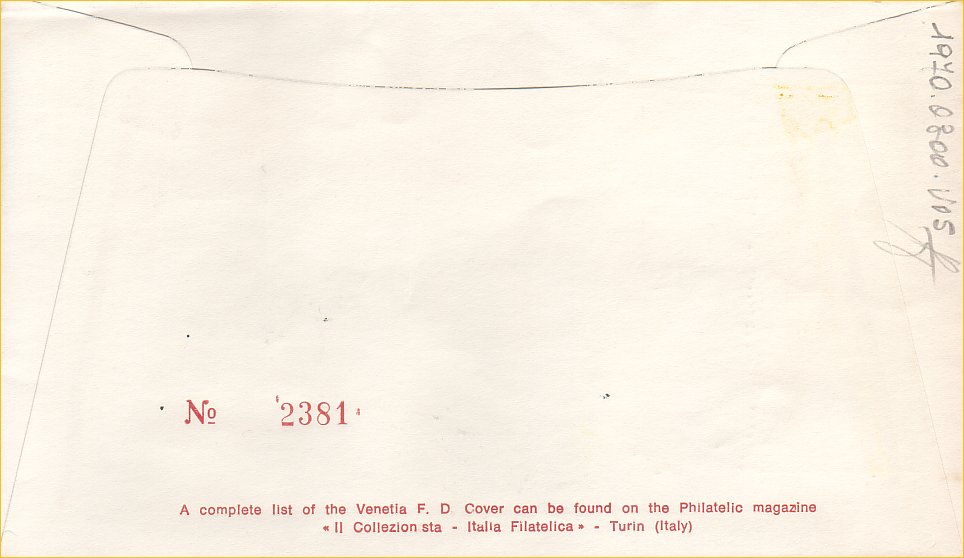 1970.0800.VOS
№ 2381
A complete list of the Venetia F. D Cover can be found on the Philatelic magazine
« Il Collezion sta - Italia Filatelica » - Turin (Italy)